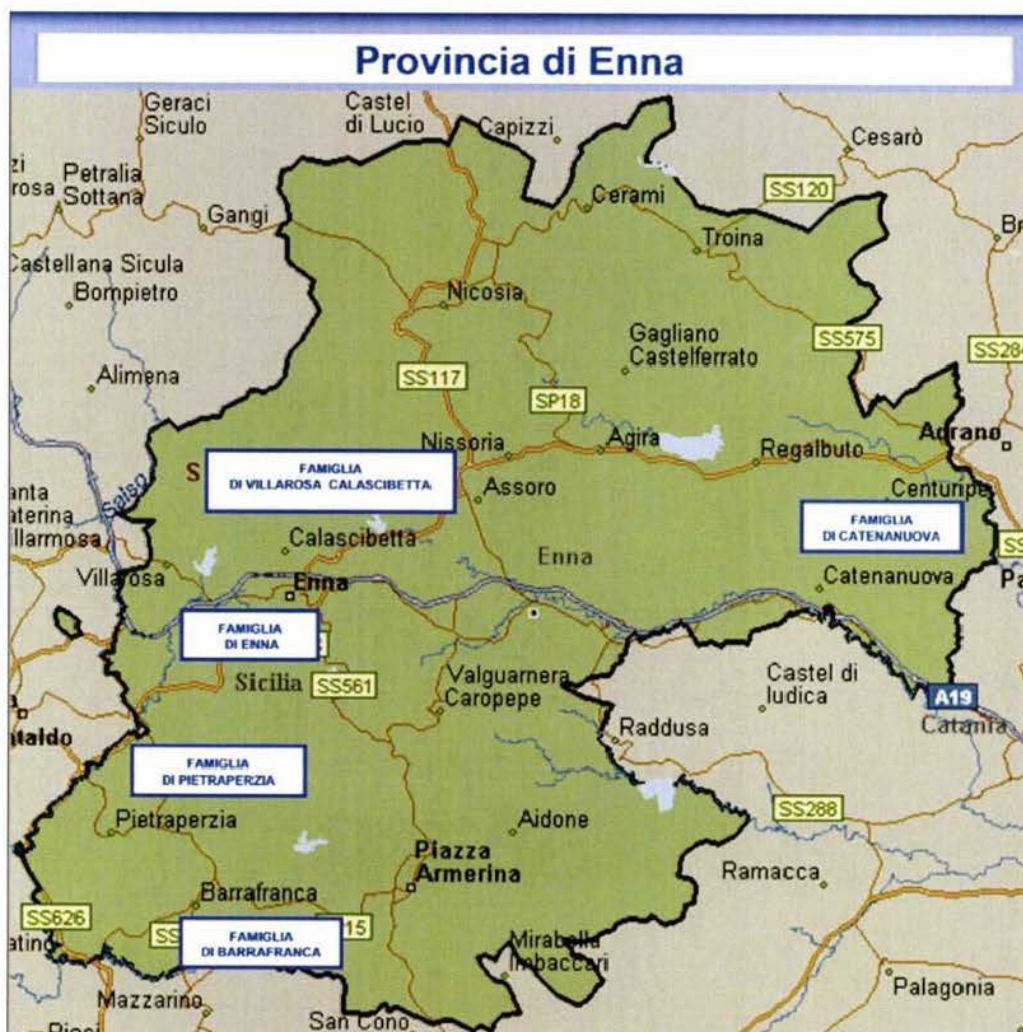 Provincia di Enna
Geraci
Siculo
Castel
di Lucio
Capizzi
Cesarò
Petralia
Sottana
Gangi
Cerami
SS120
Troina
Castellana Sicula
Bompietro
Nicosia
Gagliano
Castelferrato
SS575
SS284
Alimena
SS117
SP18
Nissoria
Agira
Regalbuto
Adrano
FAMIGLIA
DI VILLAROSA CALASCIBETTA
Salso
Assoro
Centuripe
FAMIGLIA
DI CATENANUOVA
Calascibetta
Enna
Villarosa
Enna
Catenanuova
FAMIGLIA
DI ENNA
Sicilia
SS561
Valguarnera
Caropepe
Castel di
Iudica
A19
Catania
Raddusa
FAMIGLIA
DI PIETRAPERZIA
SS288
Pietraperzia
Aidone
Piazza
Armerina
Ramacca
Barrafranca
SS626
15
FAMIGLIA
DI BARRAFRANCA
Mirabella
Imbaccari
Mazzarino
San Cono
Palagonia